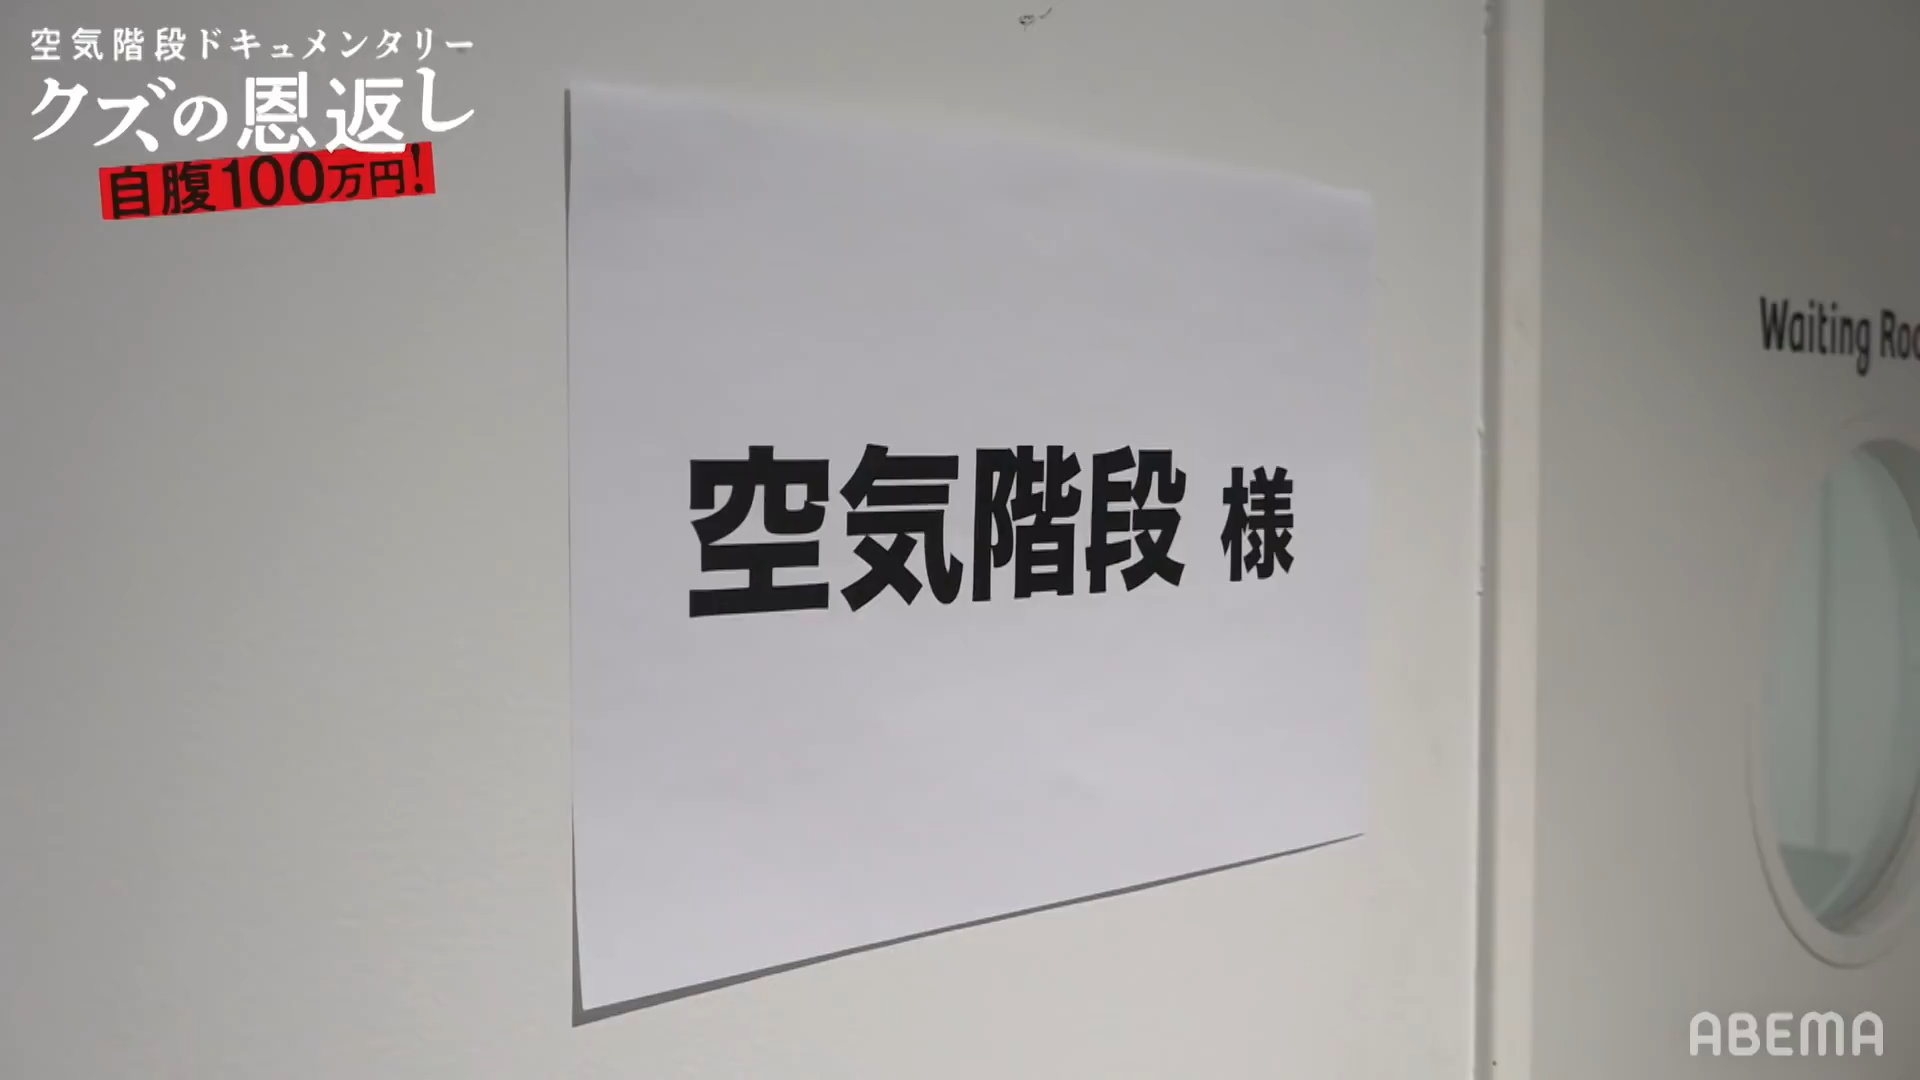 空気階段ドキュメンタリー
クズの恩返し
自腹100万円!
空気階段 様
Waiting
ABEMA